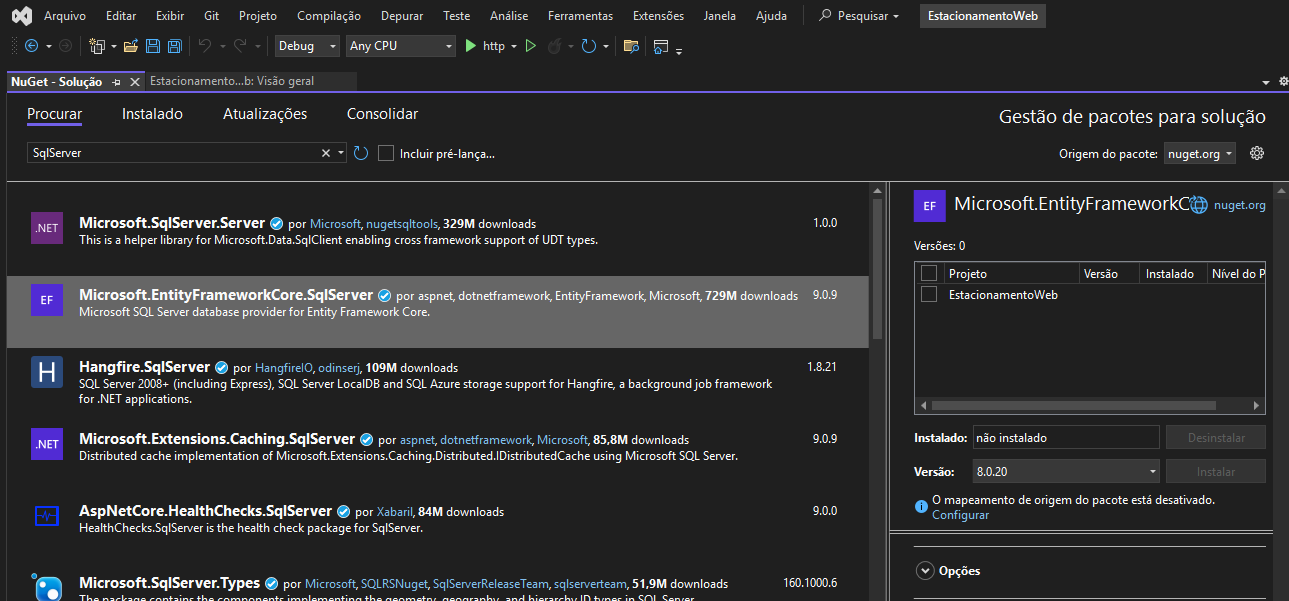 Arquivo Editar Exibir Git Projeto Compilação Depurar Teste Análise Ferramentas Extensões Janela Ajuda Pesquisar EstacionamentoWeb
Debug Any CPU http
NuGet - Solução Estacionamento...b: Visão geral
Procurar Instalado Atualizações Consolidar
Gestão de pacotes para solução
SqlServer Incluir pré-lança...
Origem do pacote: nuget.org
.NET Microsoft.SqlServer.Server por Microsoft, nugetsqltools, 329M downloads 1.0.0
This is a helper library for Microsoft.Data.SqlClient enabling cross framework support of UDT types.
EF Microsoft.EntityFrameworkCore.SqlServer por aspnet, dotnetframework, EntityFramework, Microsoft, 729M downloads 9.0.9
Microsoft SQL Server database provider for Entity Framework Core.
H Hangfire.SqlServer por HangfireIO, odinserj, 109M downloads 1.8.21
SQL Server 2008+ (including Express), SQL Server LocalDB and SQL Azure storage support for Hangfire, a background job framework
for .NET applications.
.NET Microsoft.Extensions.Caching.SqlServer por aspnet, dotnetframework, Microsoft, 85,8M downloads 9.0.9
Distributed cache implementation of Microsoft.Extensions.Caching.Distributed.IDistributedCache using Microsoft SQL Server.
AspNetCore.HealthChecks.SqlServer por Xabaril, 84M downloads 9.0.0
HealthChecks.SqlServer is the health check package for SqlServer.
Microsoft.SqlServer.Types por Microsoft, SQLRSNuget, SqlServerReleaseTeam, sqlserverteam, 51,9M downloads 160.1000.6
The package contains the components implementing the geometry, geography, and hierarchy ID types in SQL Server.
EF Microsoft.EntityFrameworkC nuget.org
Versões: 0
Projeto Versão Instalado Nível do P
EstacionamentoWeb
Instalado: não instalado Desinstalar
Versão: 8.0.20 Instalar
O mapeamento de origem do pacote está desativado.
Configurar
Opções